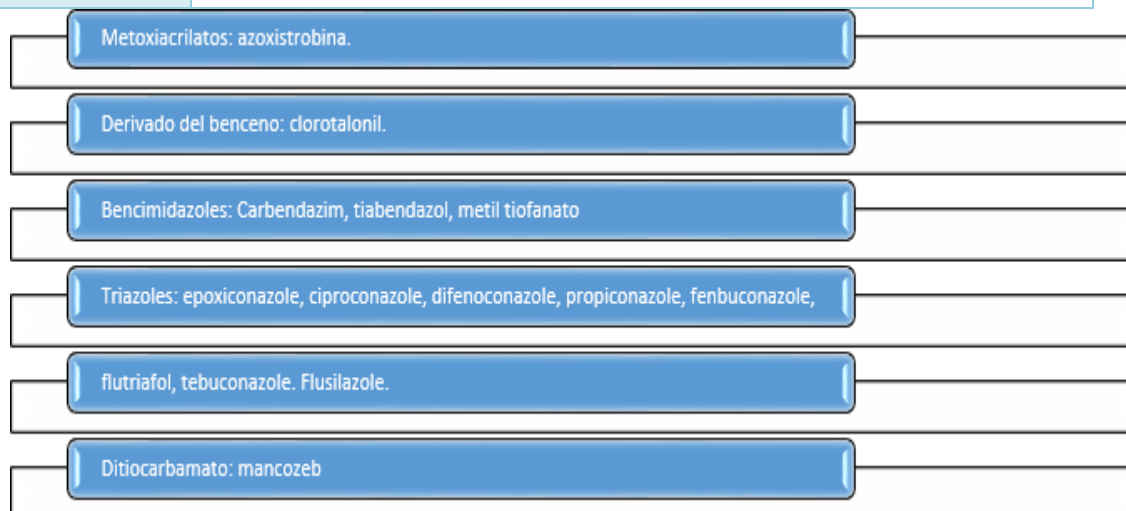 Metoxiacrilatos: azoxistrobina.
Derivado del benceno: clorotalonil.
Bencimidazoles: Carbendazim, tiabendazol, metil tiofanato
Triazoles: epoxiconazole, ciproconazole, difenoconazole, propiconazole, fenbuconazole,
flutriafol, tebuconazole. Flusilazole.
Ditiocarbamato: mancozeb